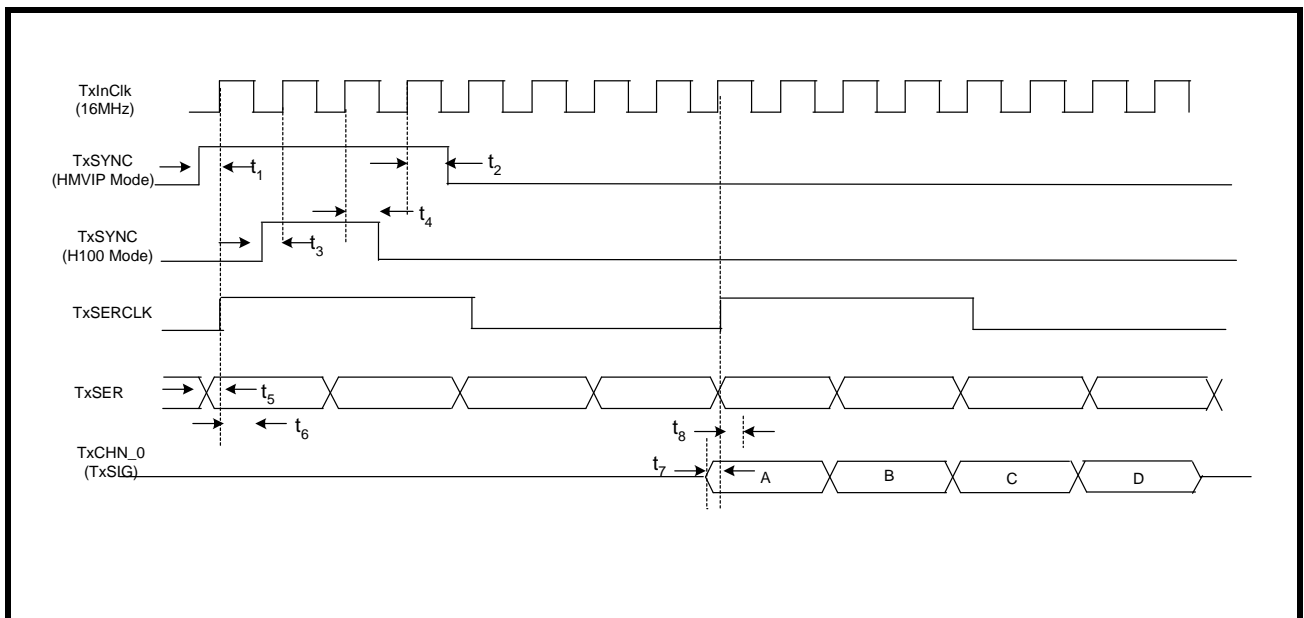 TxInClk
(16MHz)
TxSYNC
(HMVIP Mode)
t1
t2
TxSYNC
(H100 Mode)
t3
t4
TxSERCLK
TxSER
t5
t6
TxCHN_0
(TxSIG)
t7
t8
A
B
C
D